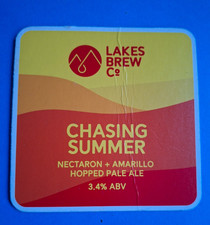 LAKES
BREW
Co
CHASING
SUMMER
NECTARON + AMARILLO
HOPPED PALE ALE
3.4% ABV